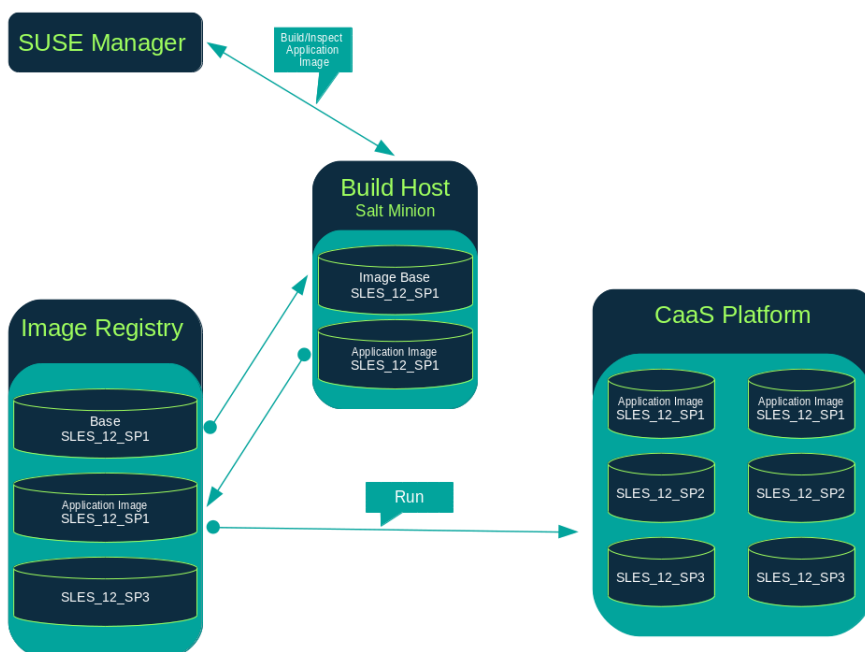 SUSE Manager
Build/Inspect
Application
Image
Build Host
Salt Minion
Image Base
SLES_12_SP1
Application Image
SLES_12_SP1
Image Registry
Base
SLES_12_SP1
Application Image
SLES_12_SP1
SLES_12_SP3
Run
CaaS Platform
Application Image
SLES_12_SP1
Application Image
SLES_12_SP1
SLES_12_SP2
SLES_12_SP2
SLES_12_SP3
SLES_12_SP3